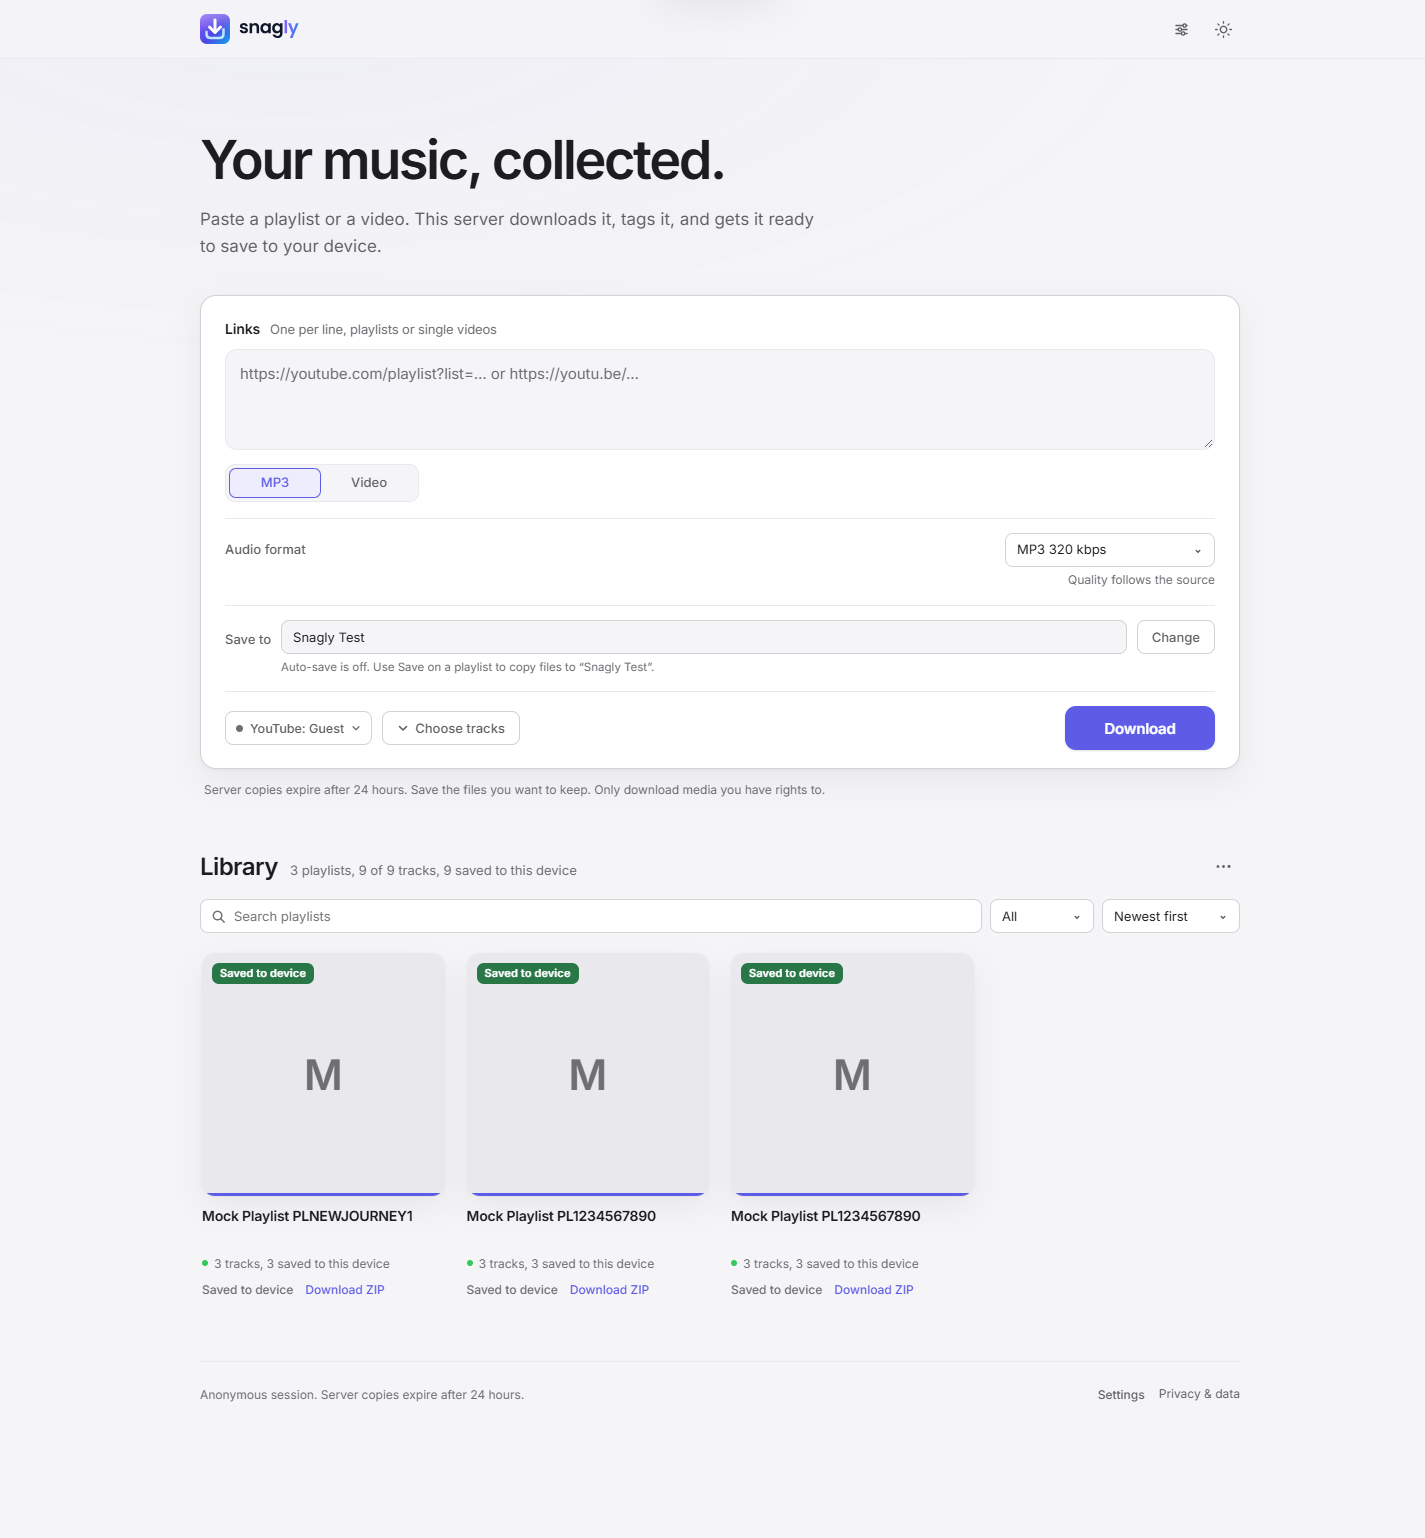 snagly
Your music, collected.
Paste a playlist or a video. This server downloads it, tags it, and gets it ready
to save to your device.
Links One per line, playlists or single videos
https://youtube.com/playlist?list=… or https://youtu.be/…
MP3 Video
Audio format MP3 320 kbps
Quality follows the source
Save to Snagly Test Change
Auto-save is off. Use Save on a playlist to copy files to “Snagly Test”.
YouTube: Guest Choose tracks Download
Server copies expire after 24 hours. Save the files you want to keep. Only download media you have rights to.
Library 3 playlists, 9 of 9 tracks, 9 saved to this device
Search playlists All Newest first
Saved to device Saved to device Saved to device
M M M
Mock Playlist PLNEWJOURNEY1 Mock Playlist PL1234567890 Mock Playlist PL1234567890
3 tracks, 3 saved to this device 3 tracks, 3 saved to this device 3 tracks, 3 saved to this device
Saved to device Download ZIP Saved to device Download ZIP Saved to device Download ZIP
Anonymous session. Server copies expire after 24 hours. Settings Privacy & data